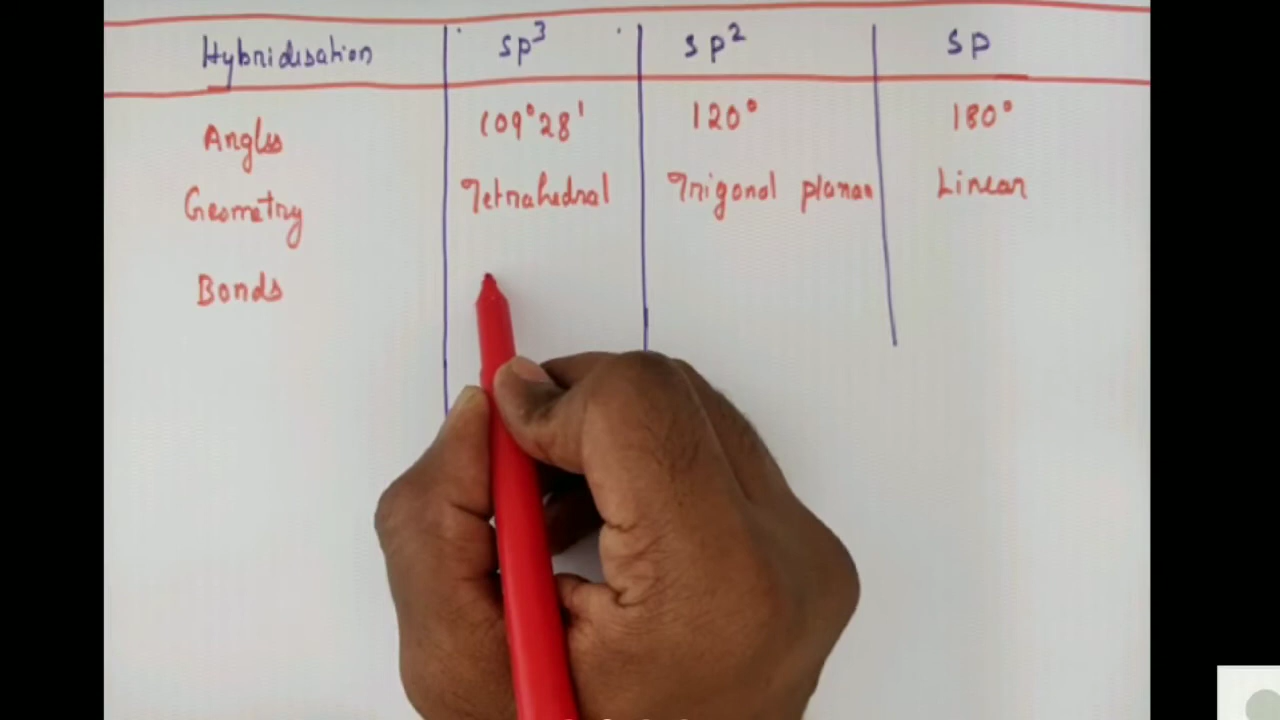 Hybridisation sp³ sp² sp
Angles 109°28' 120° 180°
Geometry Tetrahedral Trigonal planar Linear
Bonds